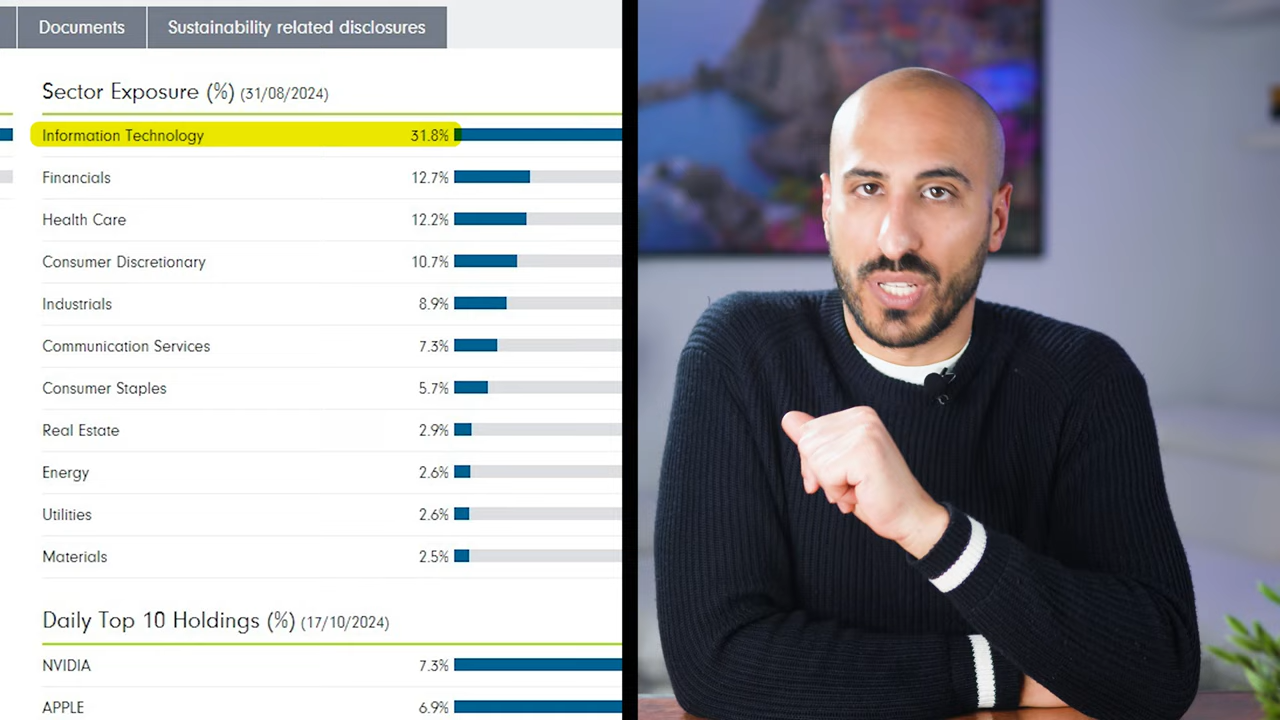 Documents
Sustainability related disclosures
Sector Exposure (%) (31/08/2024)
Information Technology 31.8%
Financials 12.7%
Health Care 12.2%
Consumer Discretionary 10.7%
Industrials 8.9%
Communication Services 7.3%
Consumer Staples 5.7%
Real Estate 2.9%
Energy 2.6%
Utilities 2.6%
Materials 2.5%
Daily Top 10 Holdings (%) (17/10/2024)
NVIDIA 7.3%
APPLE 6.9%